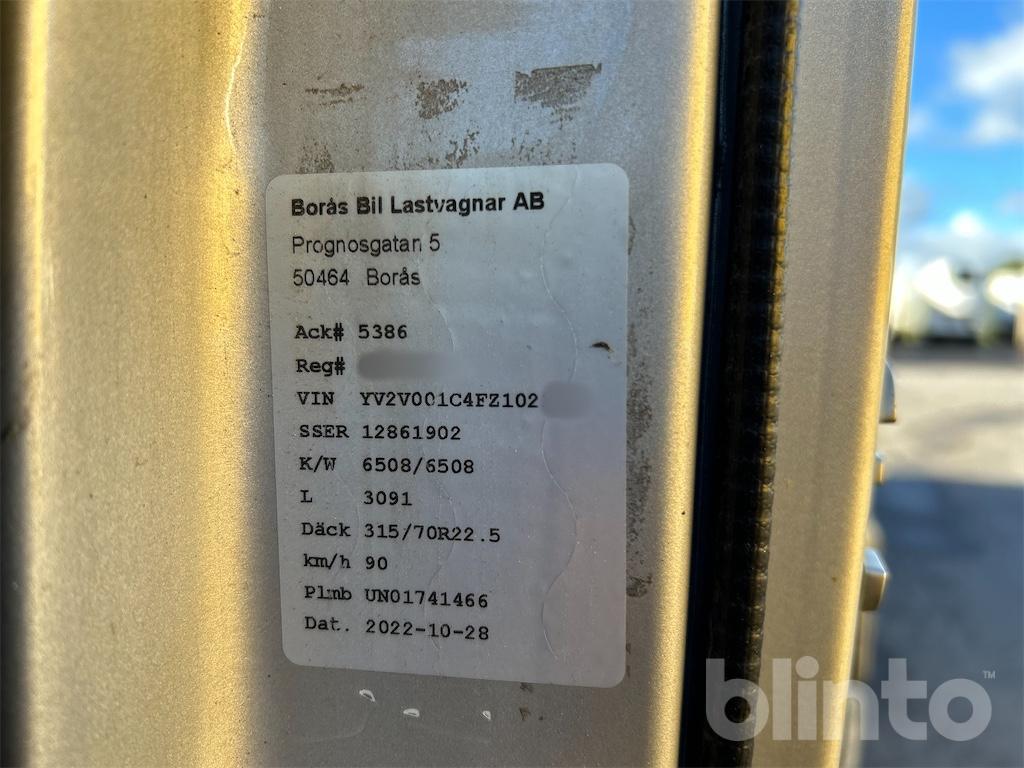 Borås Bil Lastvagnar AB
Prognosgatan 5
50464 Borås
Ack# 5386
Reg#
VIN YV2V001C4FZ102
SSER 12861902
K/W 6508/6508
L 3091
Däck 315/70R22.5
km/h 90
Plmb UN01741466
Dat. 2022-10-28
blinto™